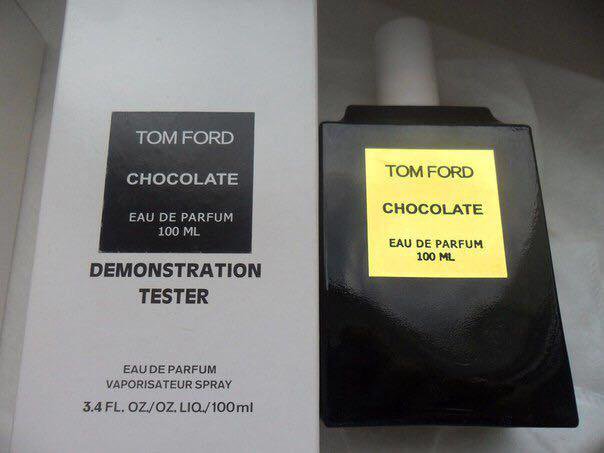 TOM FORD
CHOCOLATE
EAU DE PARFUM
100 ML
DEMONSTRATION
TESTER
EAU DE PARFUM
VAPORISATEUR SPRAY
3.4 FL. OZ./OZ. LIQ./100ml
TOM FORD
CHOCOLATE
EAU DE PARFUM
100 ML